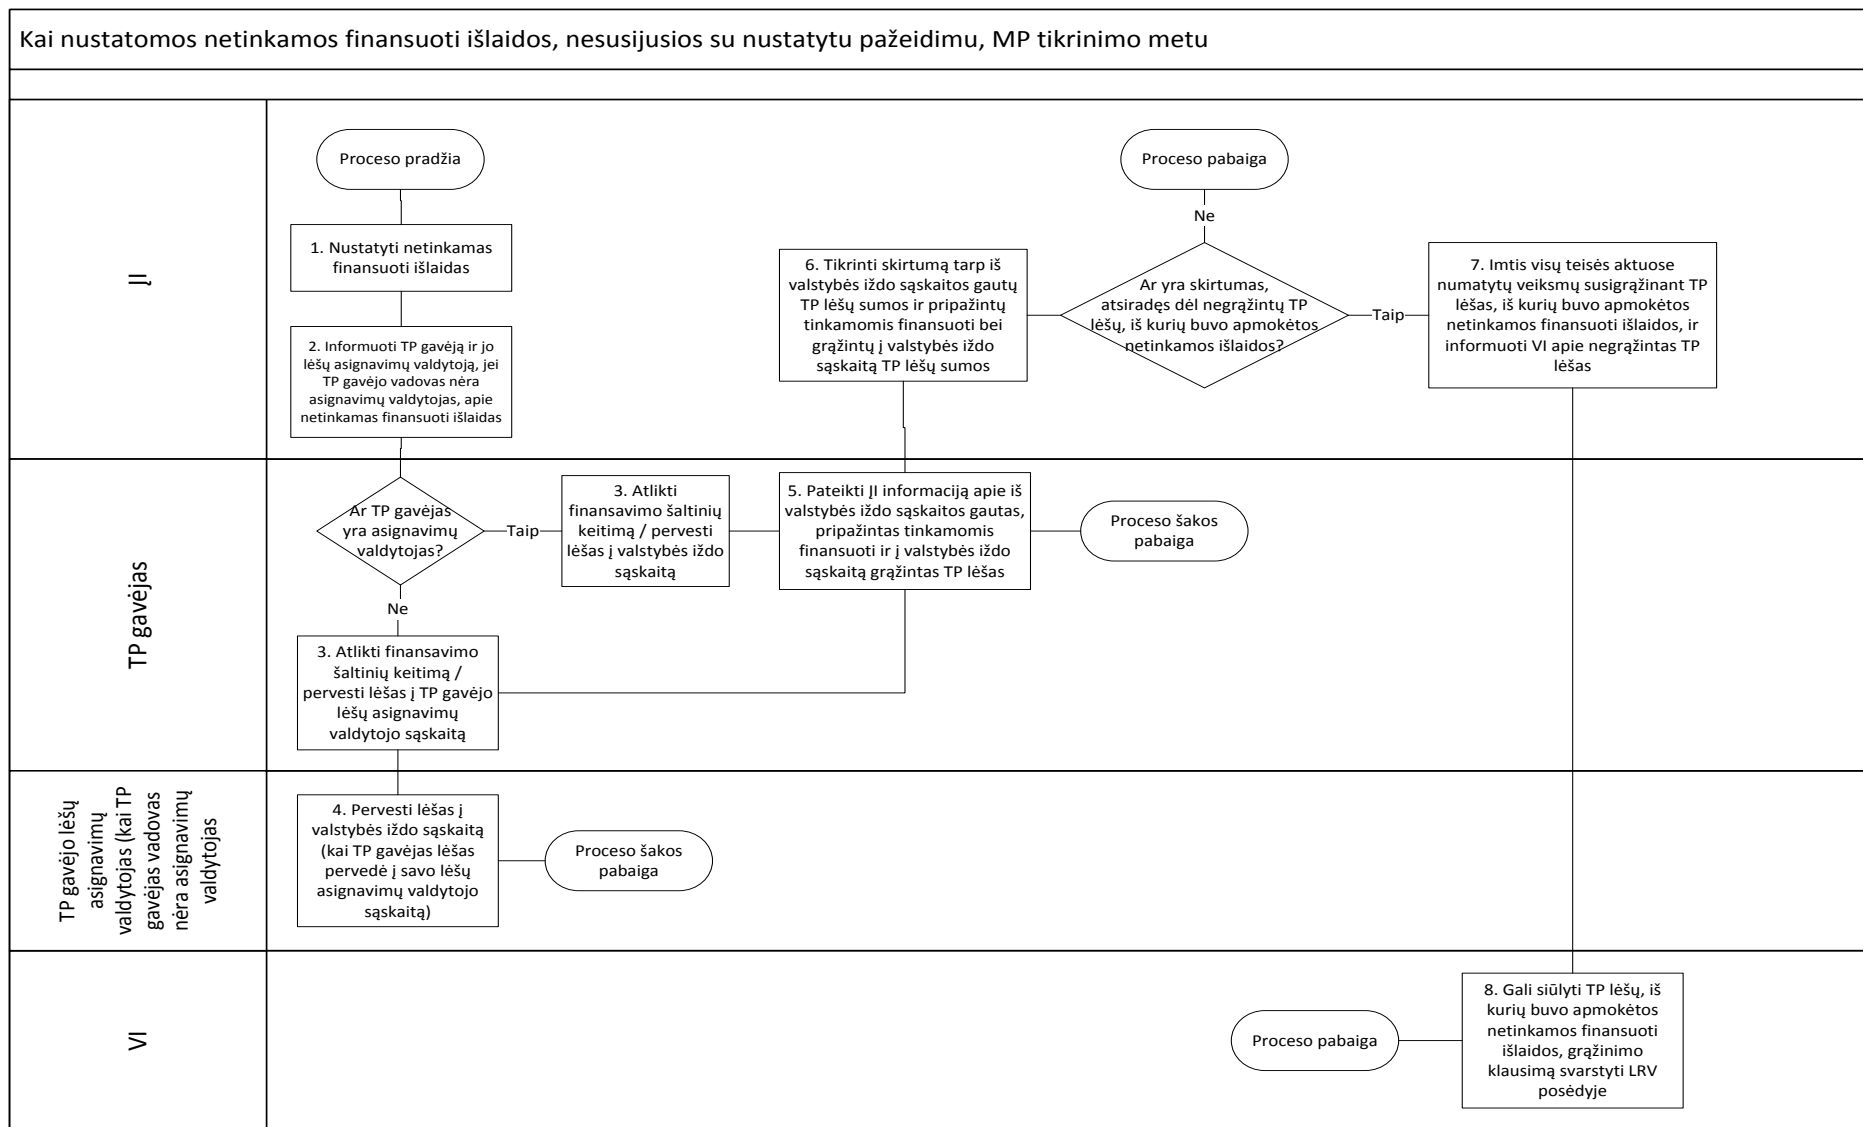 Kai nustatomos netinkamos finansuoti išlaidos, nesusijusios su nustatytu pažeidimu, MP tikrinimo metu
ĮI
Proceso pradžia
1. Nustatyti netinkamas
finansuoti išlaidas
2. Informuoti TP gavėją ir jo
lėšų asignavimų valdytoją, jei
TP gavėjo vadovas nėra
asignavimų valdytojas, apie
netinkamas finansuoti išlaidas
6. Tikrinti skirtumą tarp iš
valstybės iždo sąskaitos gautų
TP lėšų sumos ir pripažintų
tinkamomis finansuoti bei
grąžintų į valstybės iždo
sąskaitą TP lėšų sumos
Proceso pabaiga
Ne
Ar yra skirtumas,
atsiradęs dėl negrąžintų TP
lėšų, iš kurių buvo apmokėtos
netinkamos išlaidos?
Taip
7. Imtis visų teisės aktuose
numatytų veiksmų susigrąžinant TP
lėšas, iš kurių buvo apmokėtos
netinkamos finansuoti išlaidos, ir
informuoti VI apie negrąžintas TP
lėšas
TP gavėjas
Ar TP gavėjas
yra asignavimų
valdytojas?
Taip
3. Atlikti
finansavimo šaltinių
keitimą / pervesti
lėšas į valstybės iždo
sąskaitą
5. Pateikti ĮI informaciją apie iš
valstybės iždo sąskaitos gautas,
pripažintas tinkamomis
finansuoti ir į valstybės iždo
sąskaitą grąžintas TP lėšas
Proceso šakos
pabaiga
Ne
3. Atlikti finansavimo
šaltinių keitimą /
pervesti lėšas į TP gavėjo
lėšų asignavimų
valdytojo sąskaitą
TP gavėjo lėšų
asignavimų
valdytojas (kai TP
gavėjas vadovas
nėra asignavimų
valdytojas
4. Pervesti lėšas į
valstybės iždo sąskaitą
(kai TP gavėjas lėšas
pervedė į savo lėšų
asignavimų valdytojo
sąskaitą)
Proceso šakos
pabaiga
VI
Proceso pabaiga
8. Gali siūlyti TP lėšų, iš
kurių buvo apmokėtos
netinkamos finansuoti
išlaidos, grąžinimo
klausimą svarstyti LRV
posėdyje